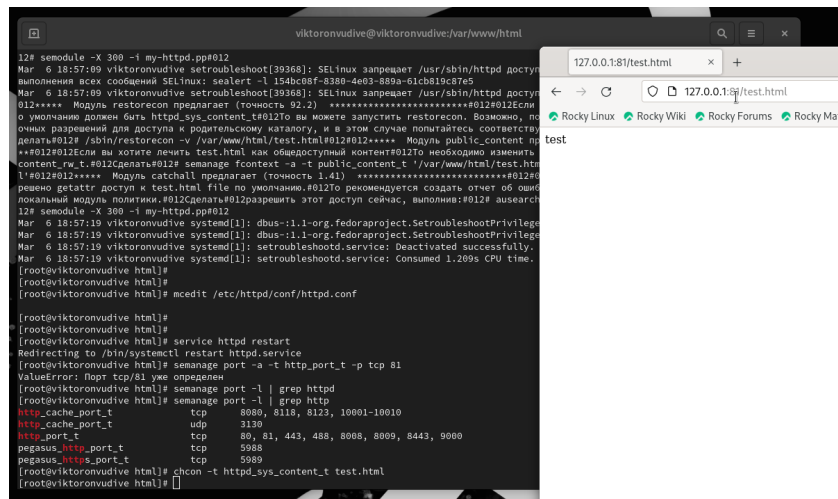 viktoronvudive@viktoronvudive:/var/www/html
12# semodule -X 300 -i my-httpd.pp#012
Mar  6 18:57:09 viktoronvudive setroubleshoot[39368]: SELinux запрещает /usr/sbin/httpd доступ
выполнения всех сообщений SELinux: sealert -l 154bc08f-8380-4e03-889a-61cb819c87e5
Mar  6 18:57:09 viktoronvudive setroubleshoot[39368]: SELinux запрещает /usr/sbin/httpd доступ
012***** Модуль restorecon предлагает (точность 92.2) *************************#012#012Если
о умолчанию должен быть httpd_sys_content_t#012То вы можете запустить restorecon. Возможно, по
очных разрешений для доступа к родительскому каталогу, и в этом случае попытайтесь соответству
делать#012# /sbin/restorecon -v /var/www/html/test.html#012#012***** Модуль public_content пр
**#012#012Если вы хотите лечить test.html как общедоступный контент#012То необходимо изменить
content_rw_t.#012Сделать#012# semanage fcontext -a -t public_content_t '/var/www/html/test.htm
l'#012#012***** Модуль catchall предлагает (точность 1.41) ***************************#012#0
решено getattr доступ к test.html file по умолчанию.#012То рекомендуется создать отчет об ошиб
локальный модуль политики.#012Сделать#012разрешить этот доступ сейчас, выполнив:#012# ausearch
12# semodule -X 300 -i my-httpd.pp#012
Mar  6 18:57:19 viktoronvudive systemd[1]: dbus-:1.1-org.fedoraproject.SetroubleshootPrivilege
Mar  6 18:57:19 viktoronvudive systemd[1]: dbus-:1.1-org.fedoraproject.SetroubleshootPrivilege
Mar  6 18:57:19 viktoronvudive systemd[1]: setroubleshootd.service: Deactivated successfully.
Mar  6 18:57:19 viktoronvudive systemd[1]: setroubleshootd.service: Consumed 1.209s CPU time.
[root@viktoronvudive html]#
[root@viktoronvudive html]#
[root@viktoronvudive html]# mcedit /etc/httpd/conf/httpd.conf
[root@viktoronvudive html]#
[root@viktoronvudive html]#
[root@viktoronvudive html]# service httpd restart
Redirecting to /bin/systemctl restart httpd.service
[root@viktoronvudive html]# semanage port -a -t http_port_t -p tcp 81
ValueError: Порт tcp/81 уже определен
[root@viktoronvudive html]# semanage port -l | grep httpd
[root@viktoronvudive html]# semanage port -l | grep http
http_cache_port_t tcp 8080, 8118, 8123, 10001-10010
http_cache_port_t udp 3130
http_port_t tcp 80, 81, 443, 488, 8008, 8009, 8443, 9000
pegasus_http_port_t tcp 5988
pegasus_https_port_t tcp 5989
[root@viktoronvudive html]# chcon -t httpd_sys_content_t test.html
[root@viktoronvudive html]#
127.0.0.1:81/test.html
127.0.0.1:81/test.html
Rocky Linux Rocky Wiki Rocky Forums Rocky Ma
test